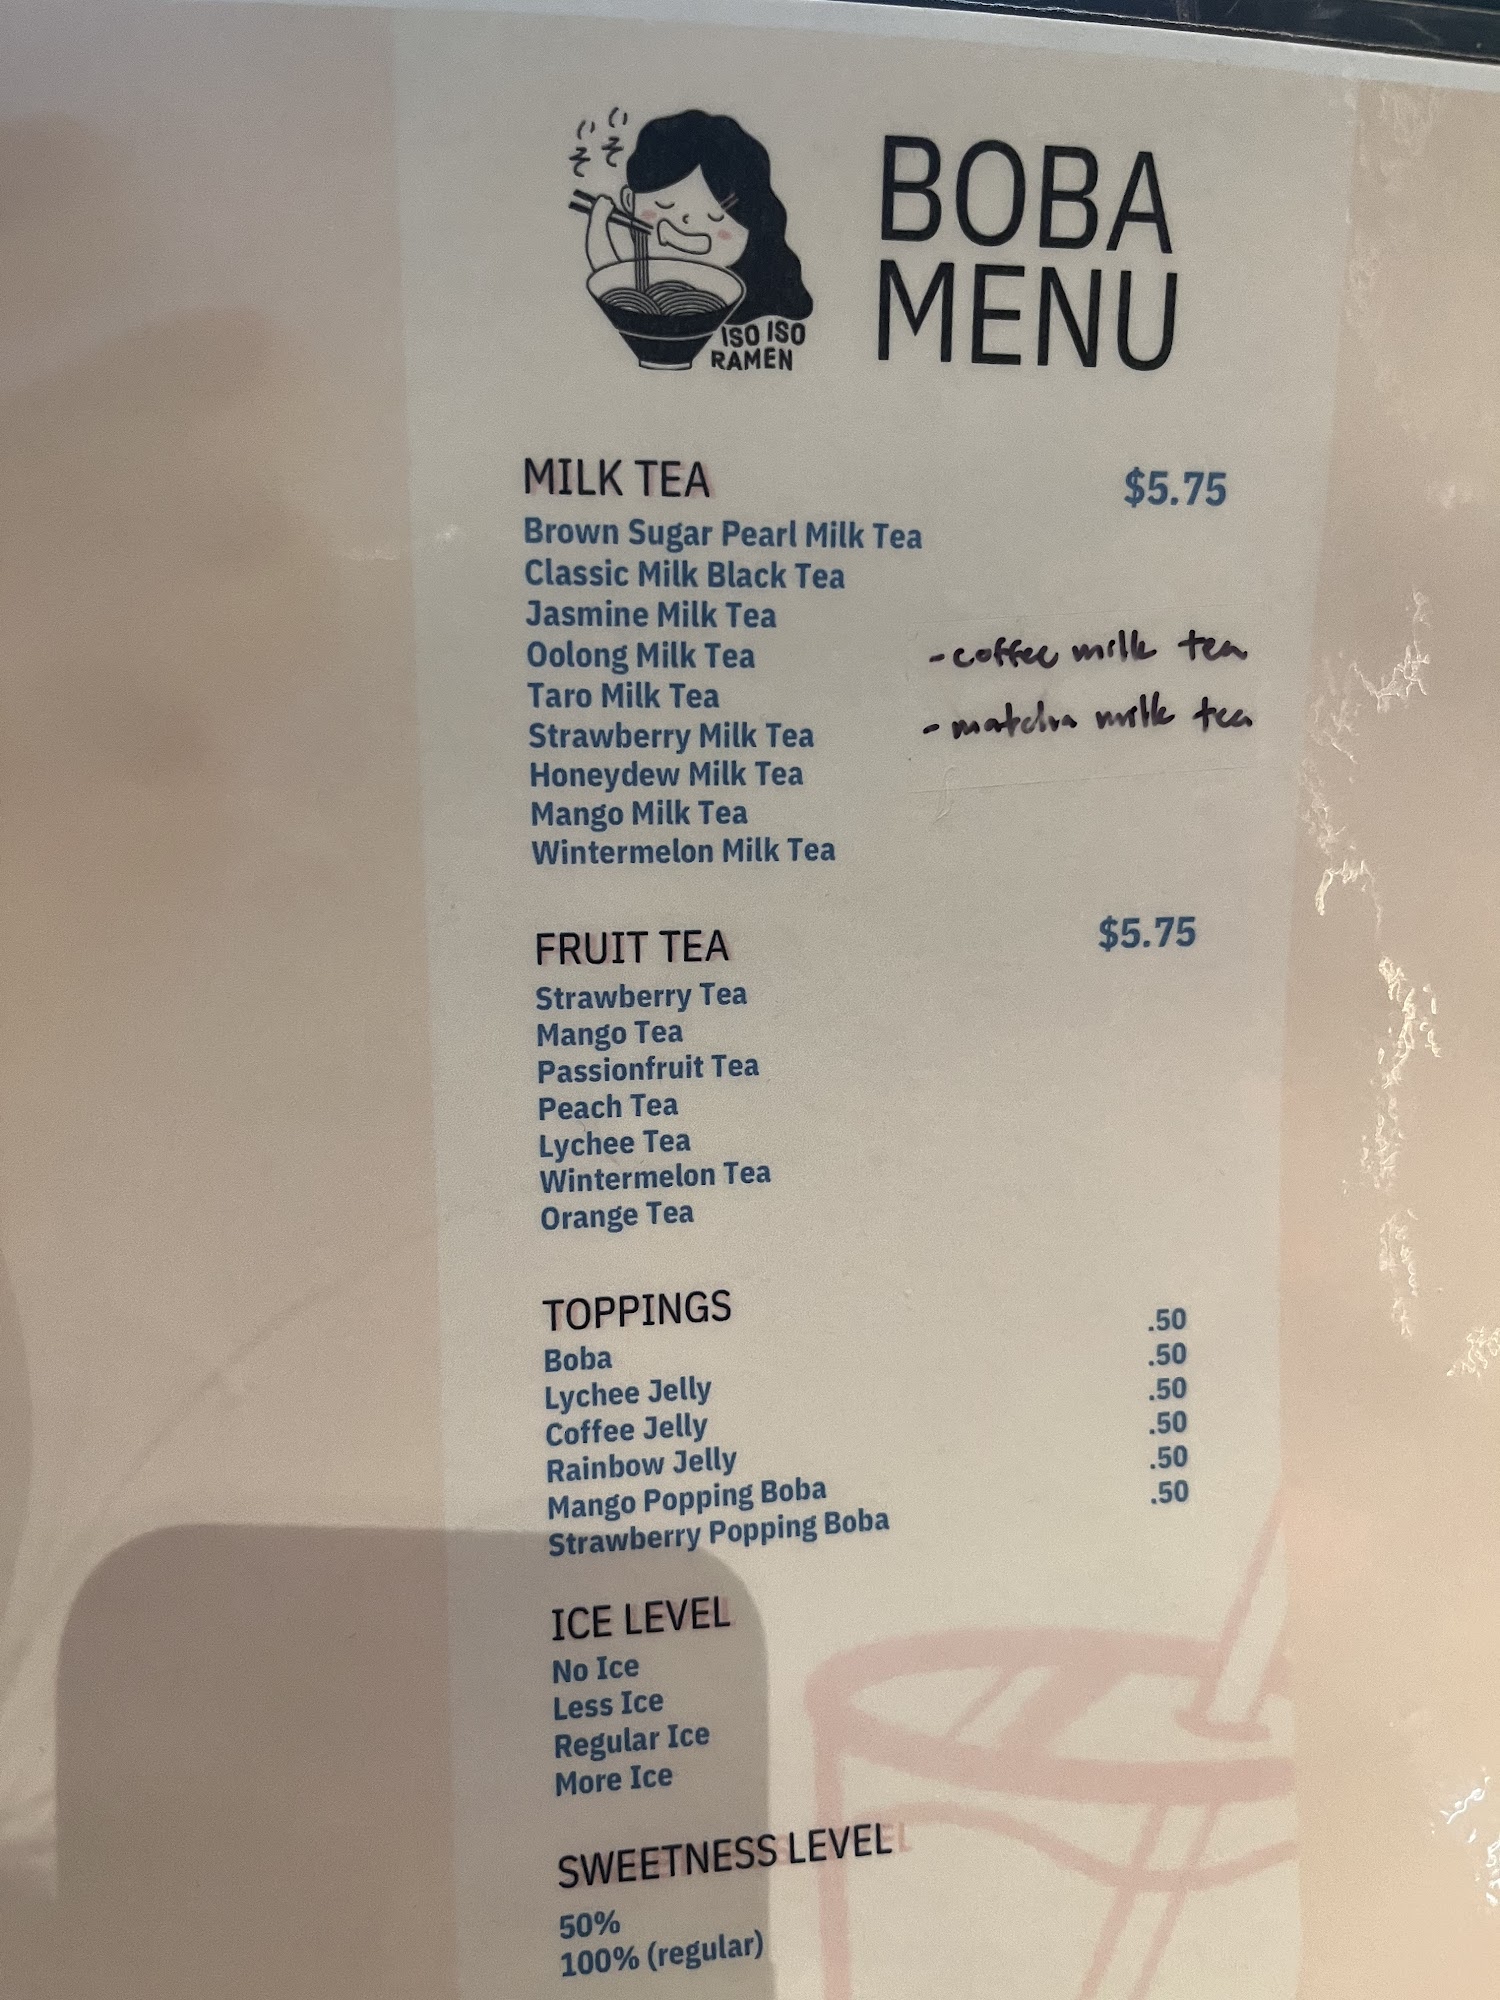 いそ いそ
ISO ISO
RAMEN
BOBA
MENU
MILK TEA $5.75
Brown Sugar Pearl Milk Tea
Classic Milk Black Tea
Jasmine Milk Tea
Oolong Milk Tea
-coffee milk tea
Taro Milk Tea
Strawberry Milk Tea
-matcha milk tea
Honeydew Milk Tea
Mango Milk Tea
Wintermelon Milk Tea
FRUIT TEA $5.75
Strawberry Tea
Mango Tea
Passionfruit Tea
Peach Tea
Lychee Tea
Wintermelon Tea
Orange Tea
TOPPINGS
Boba .50
Lychee Jelly .50
Coffee Jelly .50
Rainbow Jelly .50
Mango Popping Boba .50
Strawberry Popping Boba .50
ICE LEVEL
No Ice
Less Ice
Regular Ice
More Ice
SWEETNESS LEVEL
50%
100% (regular)